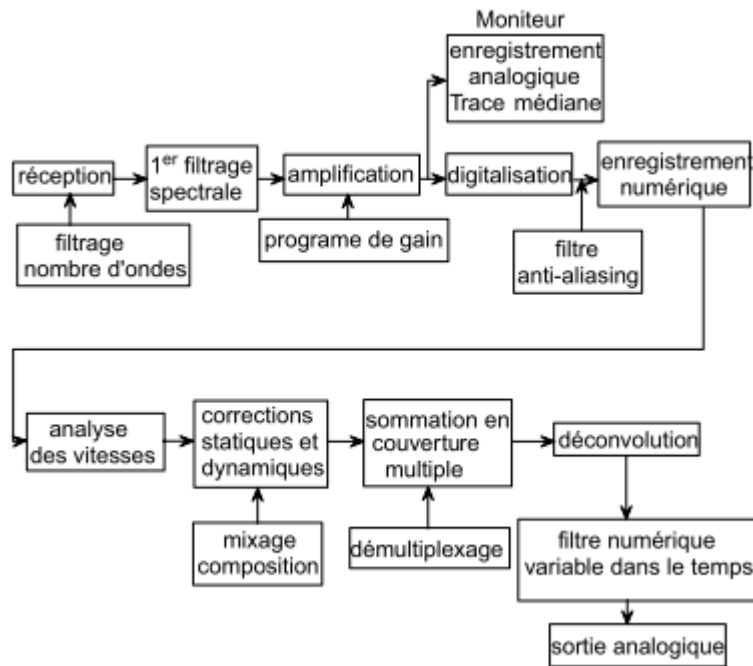 Moniteur
enregistrement
analogique
Trace médiane
réception
1er filtrage
spectrale
amplification
digitalisation
enregistrement
numérique
filtrage
nombre d'ondes
programe de gain
filtre
anti-aliasing
analyse
des vitesses
corrections
statiques et
dynamiques
sommation en
couverture
multiple
déconvolution
mixage
composition
démultiplexage
filtre numérique
variable dans le temps
sortie analogique